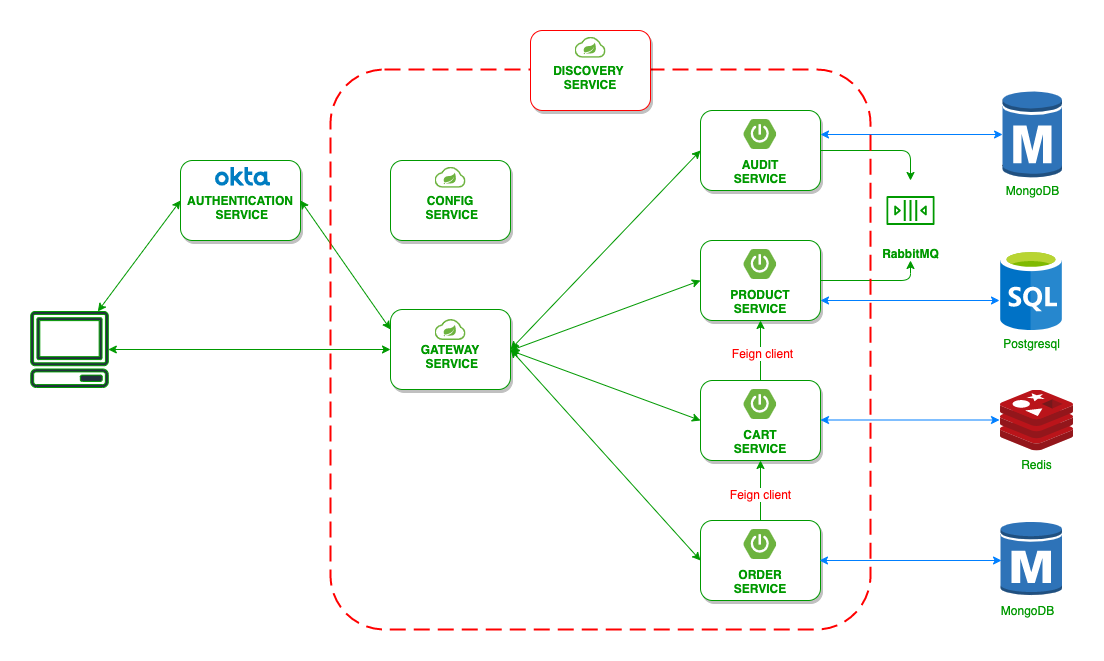 DISCOVERY
SERVICE
okta
AUTHENTICATION
SERVICE
CONFIG
SERVICE
GATEWAY
SERVICE
AUDIT
SERVICE
PRODUCT
SERVICE
Feign client
CART
SERVICE
Feign client
ORDER
SERVICE
RabbitMQ
M
MongoDB
SQL
Postgresql
Redis
M
MongoDB